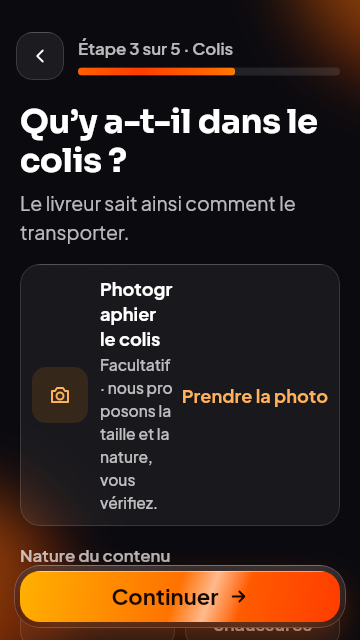 Étape 3 sur 5 · Colis
Qu’y a-t-il dans le
colis ?
Le livreur sait ainsi comment le
transporter.
Photogr
aphier
le colis
Facultatif
· nous pro
posons la
taille et la
nature,
vous
vérifiez.
Prendre la photo
Nature du contenu
Continuer →